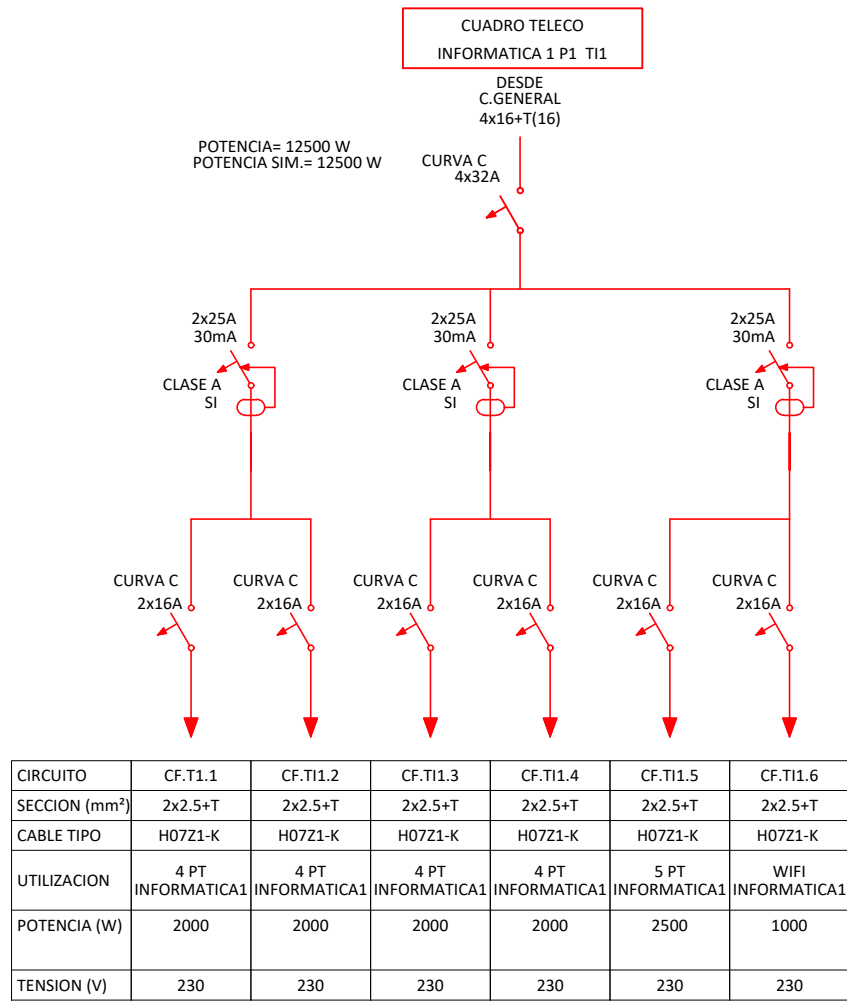 CUADRO TELECO
INFORMATICA 1 P1 TI1
DESDE
C.GENERAL
4x16+T(16)
POTENCIA= 12500 W
POTENCIA SIM.= 12500 W
CURVA C
4x32A
2x25A
30mA
CLASE A
SI
2x25A
30mA
CLASE A
SI
2x25A
30mA
CLASE A
SI
CURVA C
2x16A
CURVA C
2x16A
CURVA C
2x16A
CURVA C
2x16A
CURVA C
2x16A
CURVA C
2x16A
CIRCUITO CF.T1.1 CF.TI1.2 CF.TI1.3 CF.TI1.4 CF.TI1.5 CF.TI1.6
SECCION (mm²) 2x2.5+T 2x2.5+T 2x2.5+T 2x2.5+T 2x2.5+T 2x2.5+T
CABLE TIPO H07Z1-K H07Z1-K H07Z1-K H07Z1-K H07Z1-K H07Z1-K
UTILIZACION 4 PT INFORMATICA1 4 PT INFORMATICA1 4 PT INFORMATICA1 4 PT INFORMATICA1 5 PT INFORMATICA1 WIFI INFORMATICA1
POTENCIA (W) 2000 2000 2000 2000 2500 1000
TENSION (V) 230 230 230 230 230 230